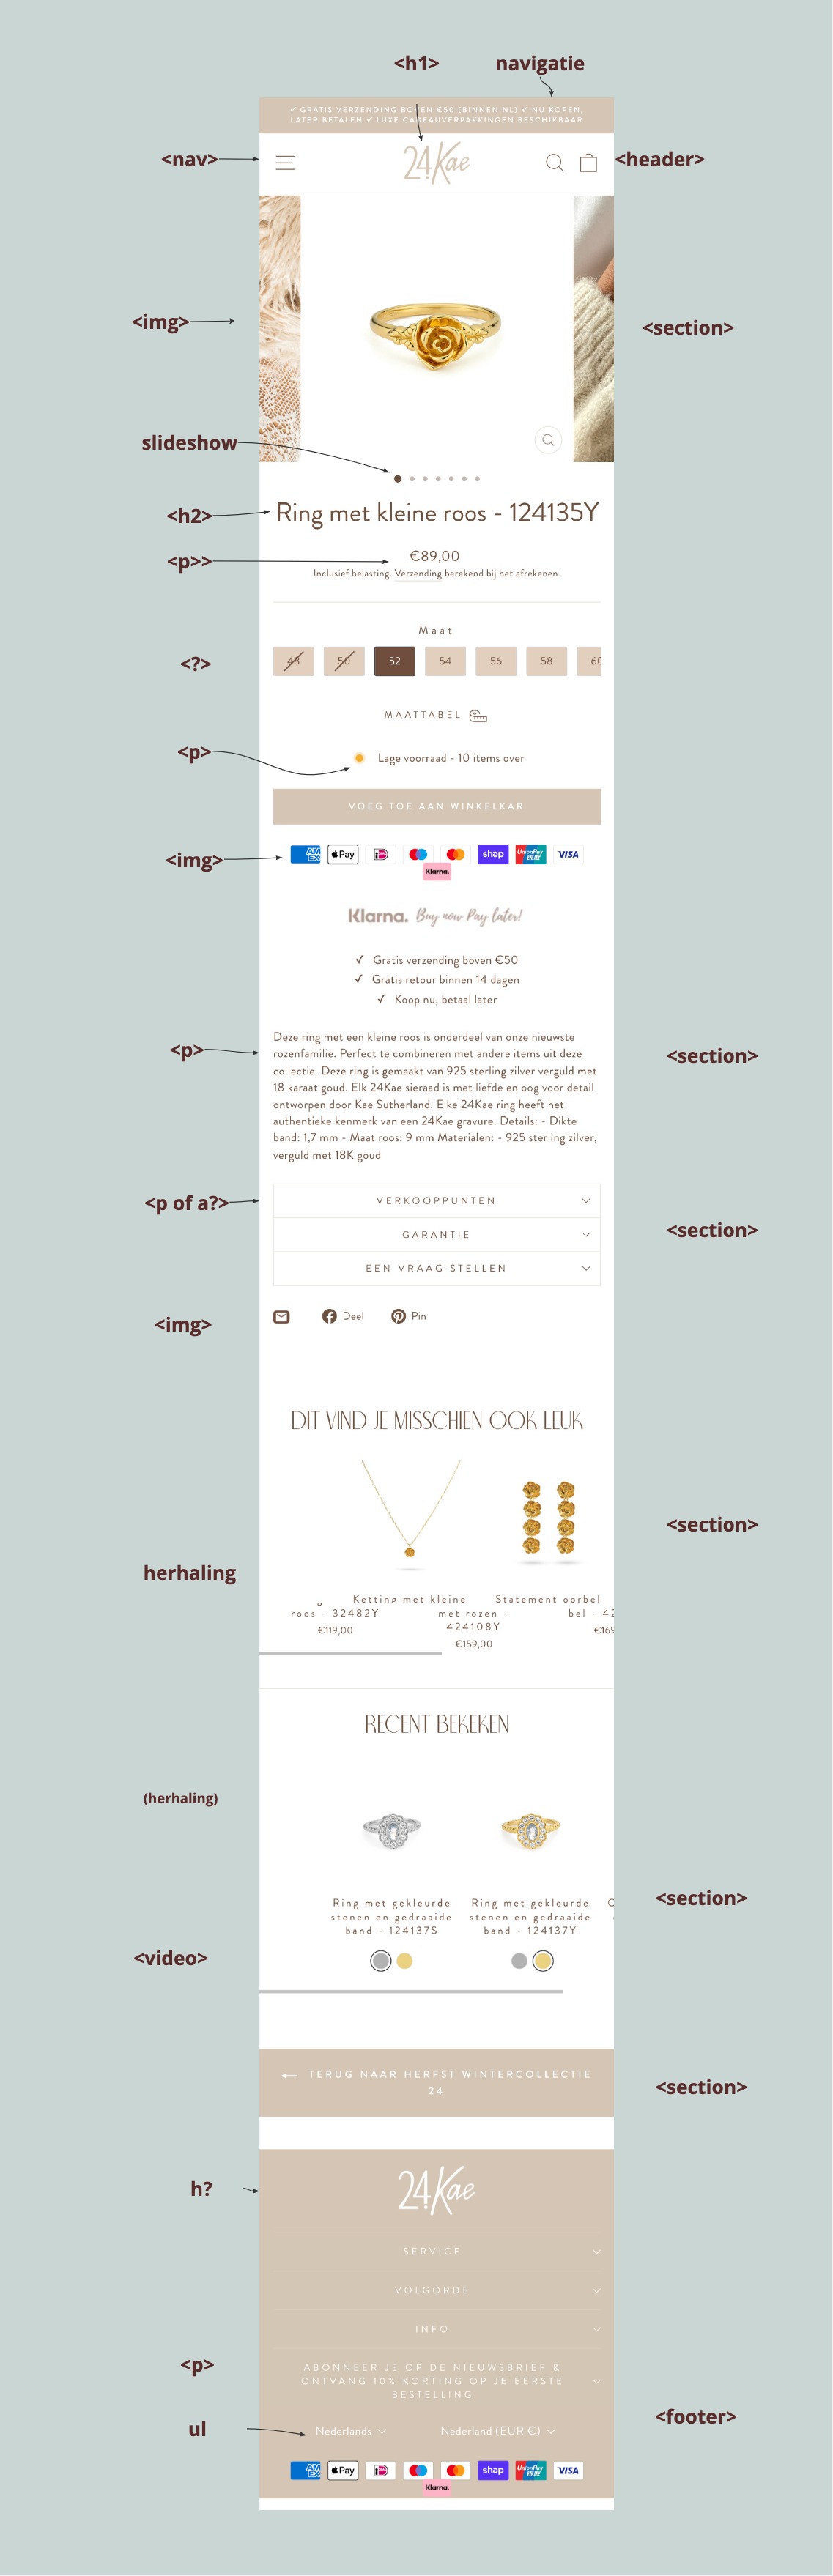 <h1>
navigatie
✓ GRATIS VERZENDING BOVEN €50 (BINNEN NL) ✓ NU KOPEN,
LATER BETALEN ✓ LUXE CADEAUVERPAKKINGEN BESCHIKBAAR
<nav>
24Kae
<header>
<img>
<section>
slideshow
<h2>
Ring met kleine roos - 124135Y
<p>>
€89,00
Inclusief belasting. Verzending berekend bij het afrekenen.
Maat
<?>
48 50 52 54 56 58 60
MAATTABEL
<p>
Lage voorraad - 10 items over
VOEG TOE AAN WINKELKAR
<img>
AMEX Pay iD shop UnionPay VISA
Klarna.
Klarna. Buy now Pay later!
✓ Gratis verzending boven €50
✓ Gratis retour binnen 14 dagen
✓ Koop nu, betaal later
<p>
<section>
Deze ring met een kleine roos is onderdeel van onze nieuwste
rozenfamilie. Perfect te combineren met andere items uit deze
collectie. Deze ring is gemaakt van 925 sterling zilver verguld met
18 karaat goud. Elk 24Kae sieraad is met liefde en oog voor detail
ontworpen door Kae Sutherland. Elke 24Kae ring heeft het
authentieke kenmerk van een 24Kae gravure. Details: - Dikte
band: 1,7 mm - Maat roos: 9 mm Materialen: - 925 sterling zilver,
verguld met 18K goud
<p of a?>
VERKOOPPUNTEN
GARANTIE
<section>
EEN VRAAG STELLEN
<img>
Deel
Pin
DIT VIND JE MISSCHIEN OOK LEUK
<section>
herhaling
g Ketting met kleine Statement oorbel
roos - 32482Y met rozen - bel - 42
424108Y
€119,00 €169
€159,00
RECENT BEKEKEN
(herhaling)
<section>
Ring met gekleurde
stenen en gedraaide
band - 124137S
Ring met gekleurde
stenen en gedraaide
band - 124137Y
<video>
TERUG NAAR HERFST WINTERCOLLECTIE
24
<section>
h?
24Kae
SERVICE
VOLGORDE
INFO
<p>
ABONNEER JE OP DE NIEUWSBRIEF &
ONTVANG 10% KORTING OP JE EERSTE
BESTELLING
<footer>
ul
Nederlands
Nederland (EUR €)
AMEX Pay iD shop UnionPay VISA
Klarna.